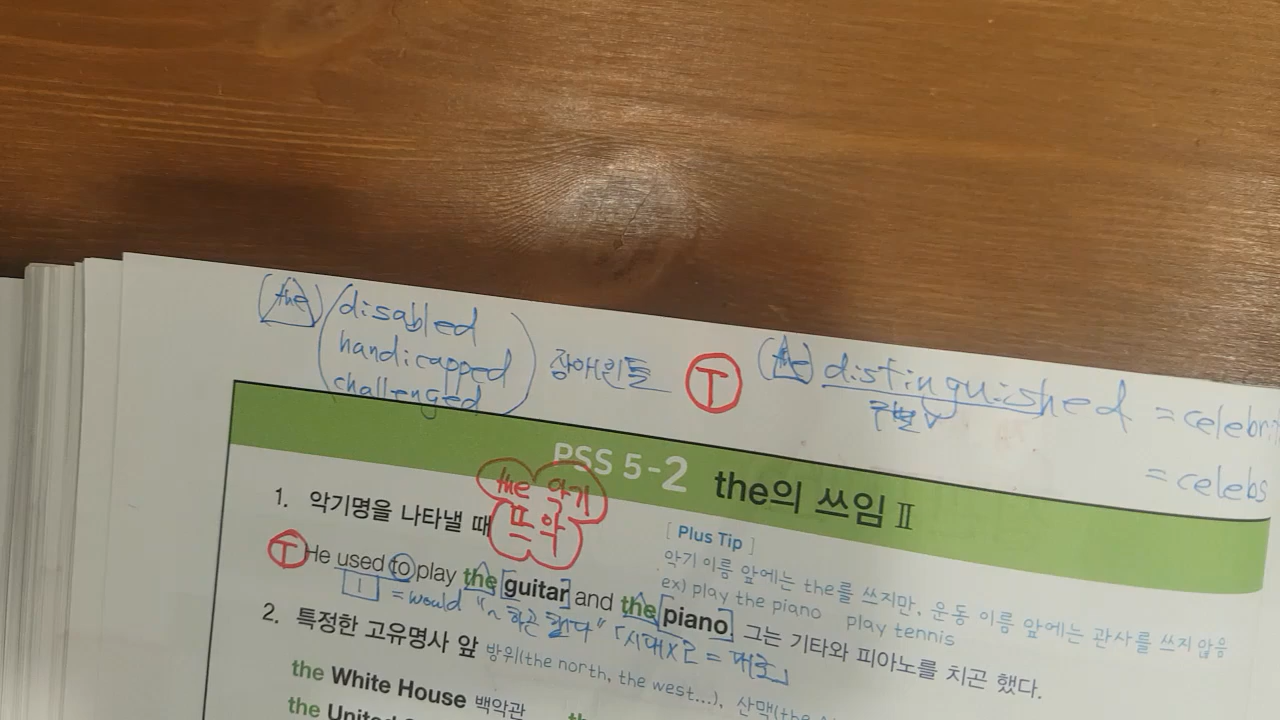 (the) disabled
handicapped
challenged
장애인들
T (the) distinguished = celebri
구별
= celebs
PSS 5-2 the의 쓰임 II
1. 악기명을 나타낼 때
the 악기
뜨악
[ Plus Tip ]
악기 이름 앞에는 the를 쓰지만, 운동 이름 앞에는 관사를 쓰지 않음
ex) play the piano play tennis
T He used to play the [guitar] and the [piano] 그는 기타와 피아노를 치곤 했다.
= would "~하곤 했다"
2. 특정한 고유명사 앞 방위(the north, the west...), 산맥(the
the White House 백악관
the United